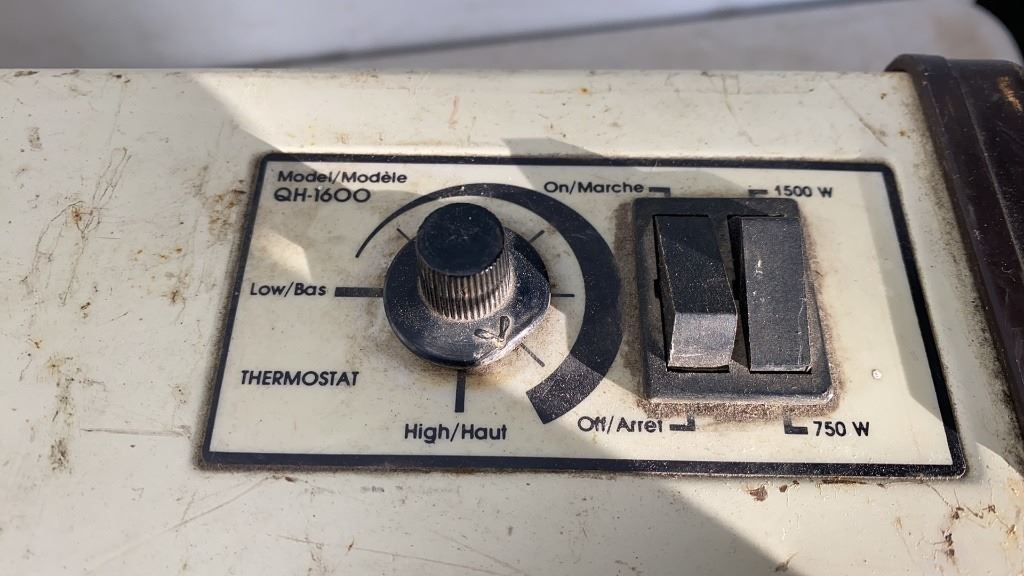 Model/Modèle
QH-1600
On/Marche
1500 W
Low/Bas
THERMOSTAT
High/Haut
Off/Arret
750 W